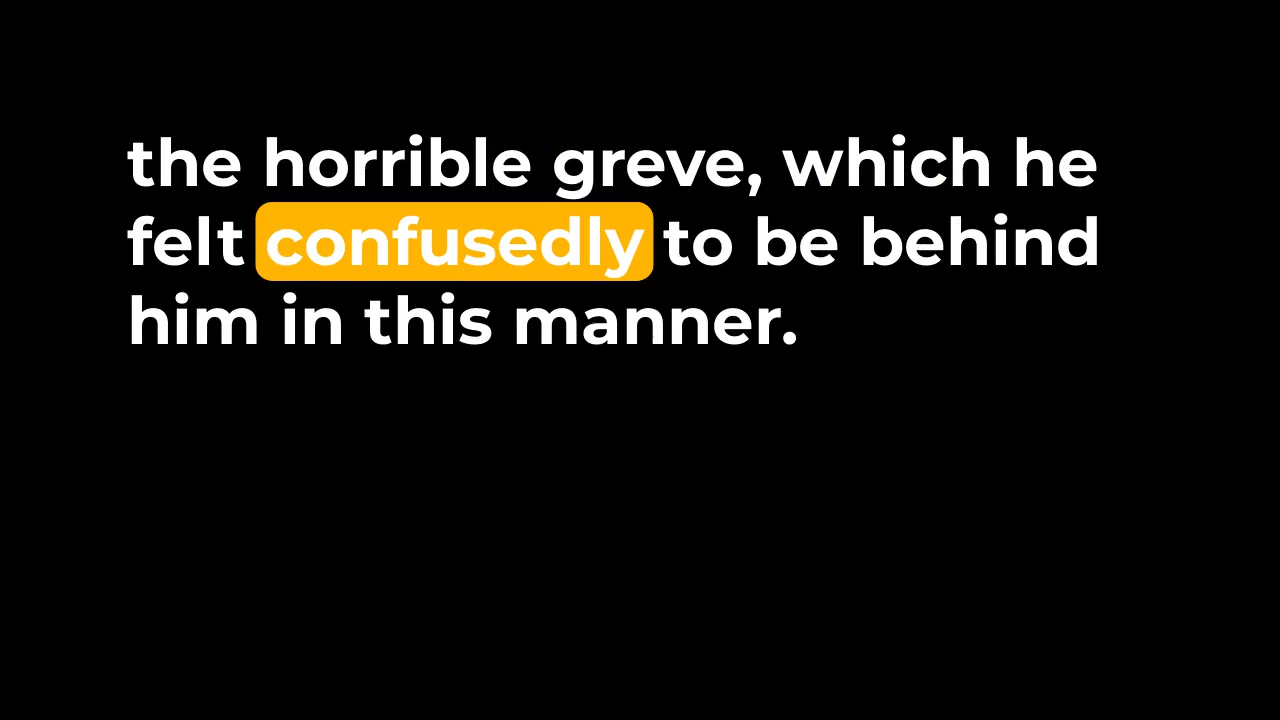 the horrible greve, which he
felt confusedly to be behind
him in this manner.